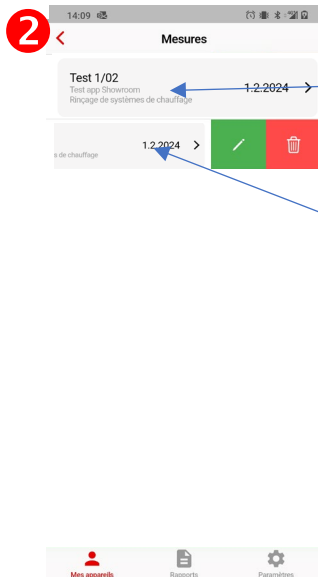 2
14:09
Mesures
Test 1/02
Test app Showroom
Rinçage de systèmes de chauffage
1.2.2024
1.2.2024
s de chauffage
Mes appareils
Rapports
Paramètres